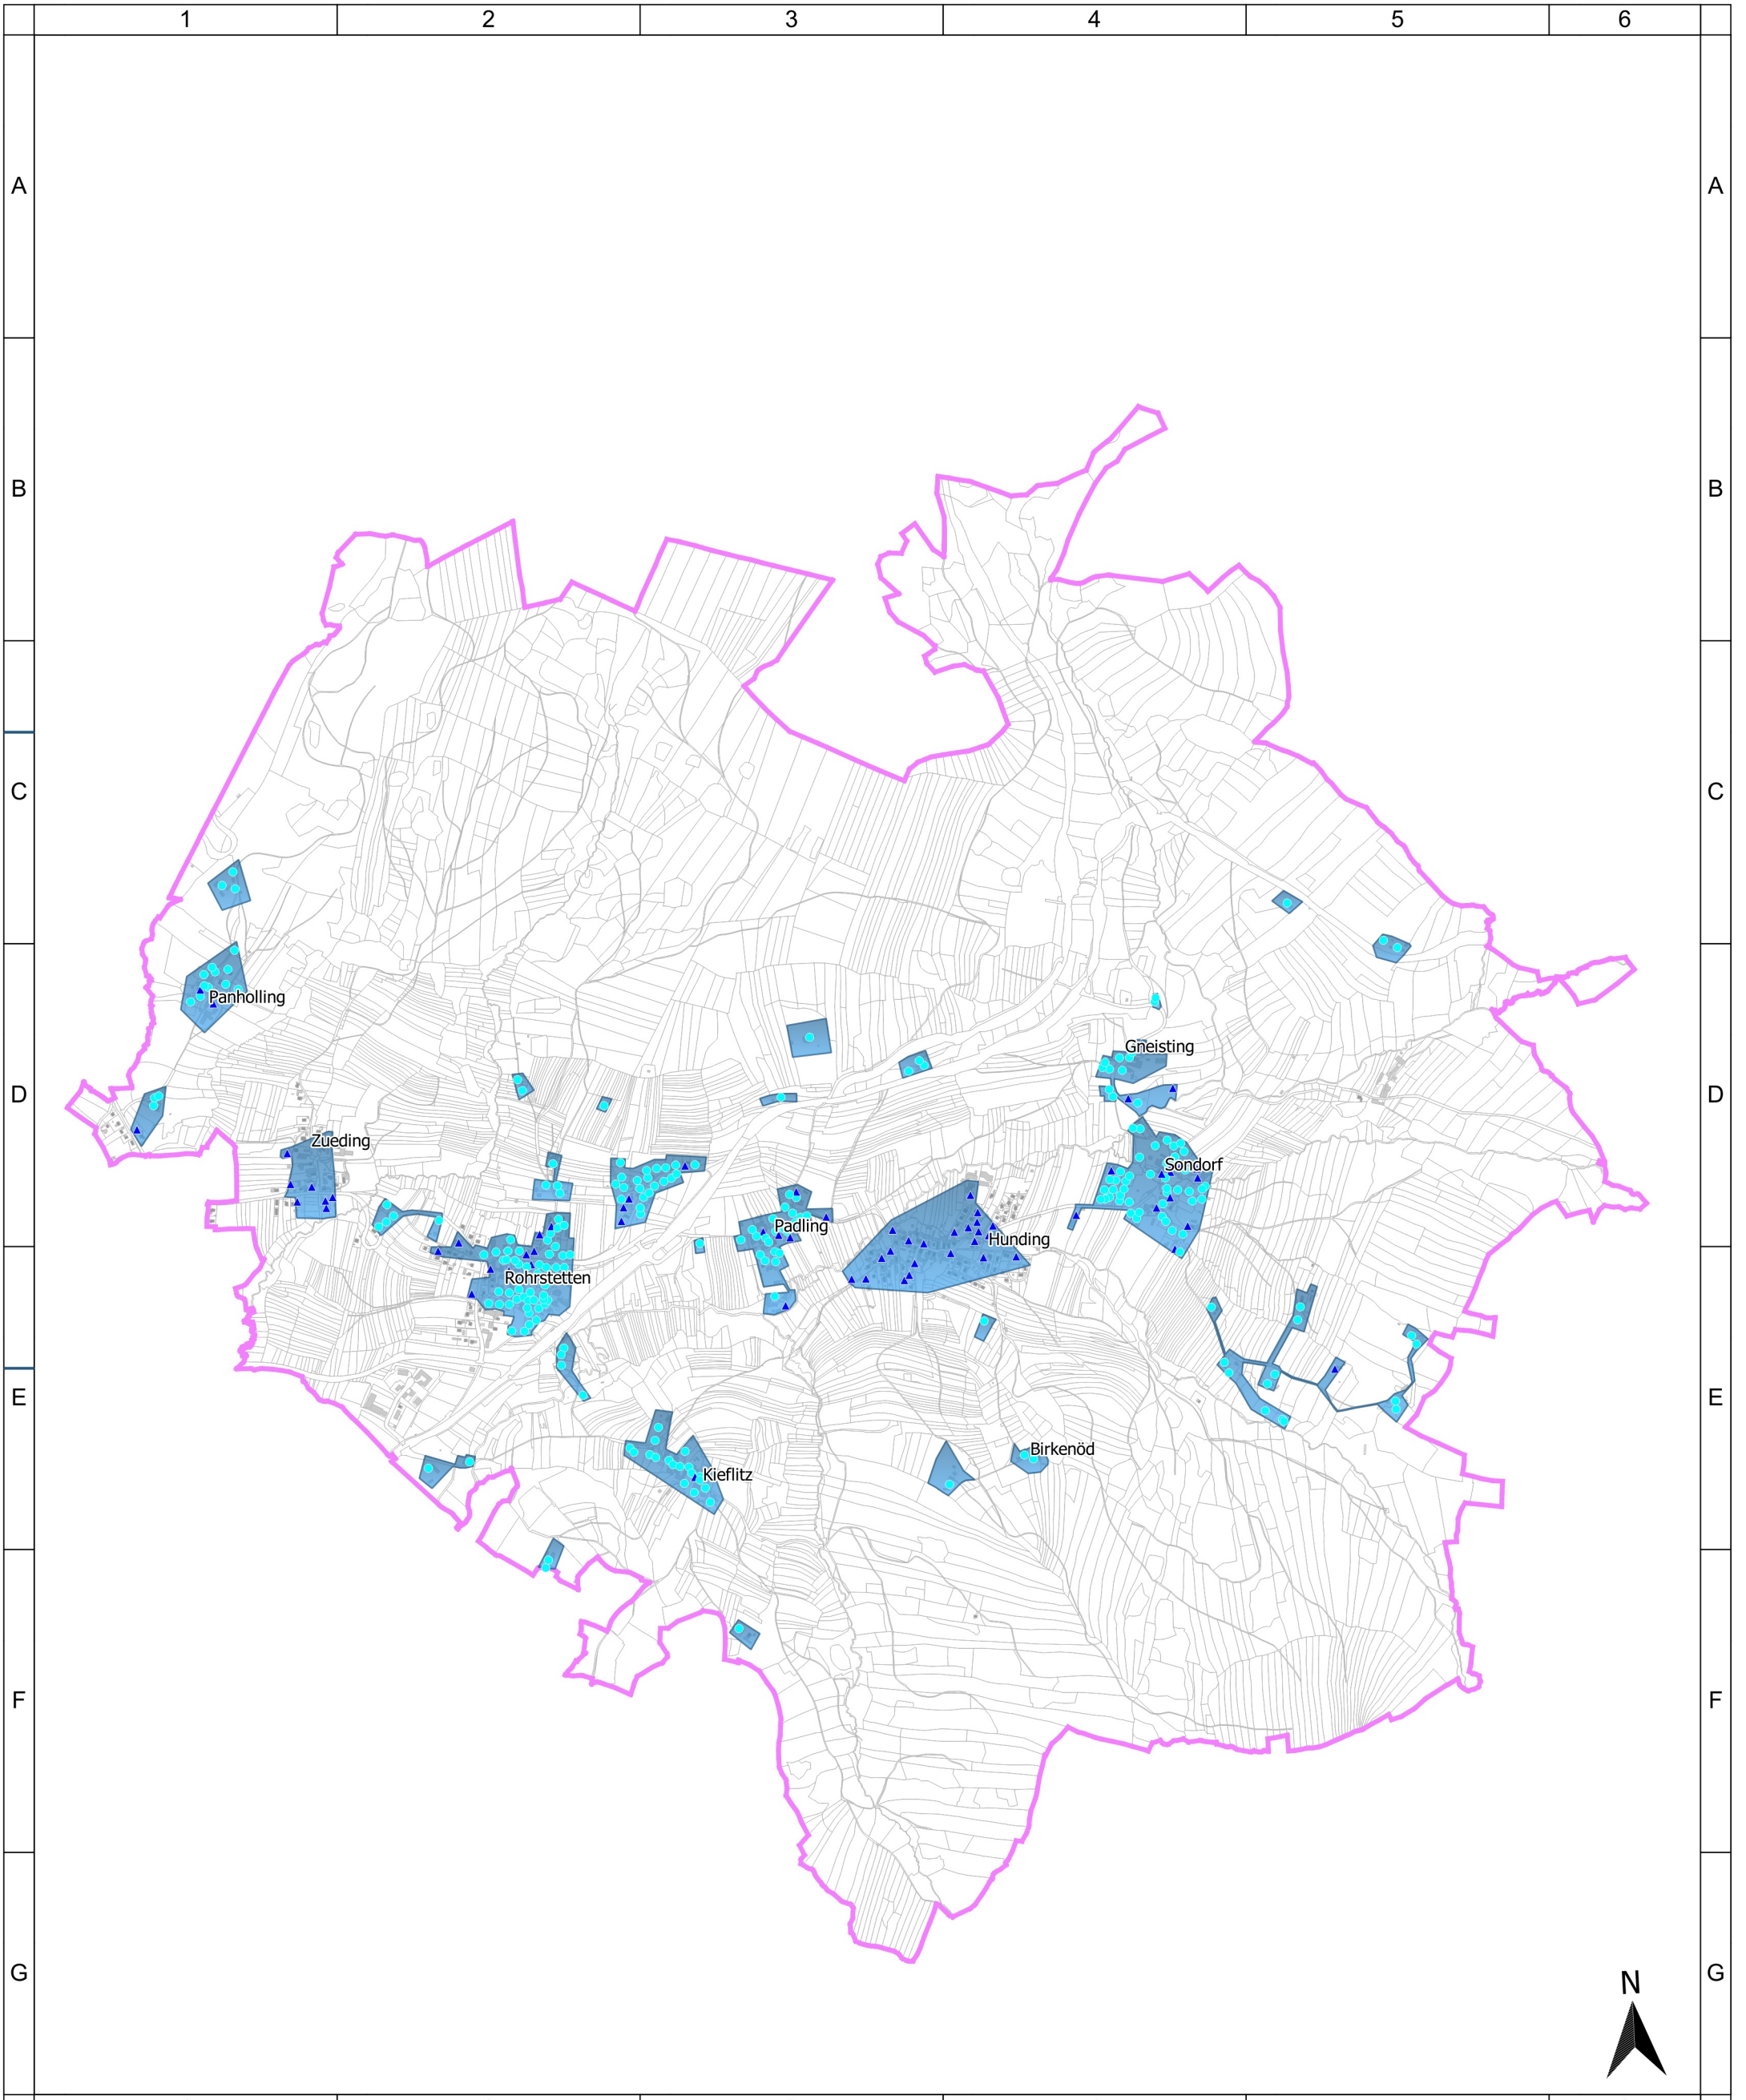 1 2 3 4 5 6
A A
B B
C C
Panholling
Gneisting
D D
Zueding
Sondorf
Padling
Hunding
Rohrstetten
E E
Birkenöd
Kieflitz
F F
G G
N